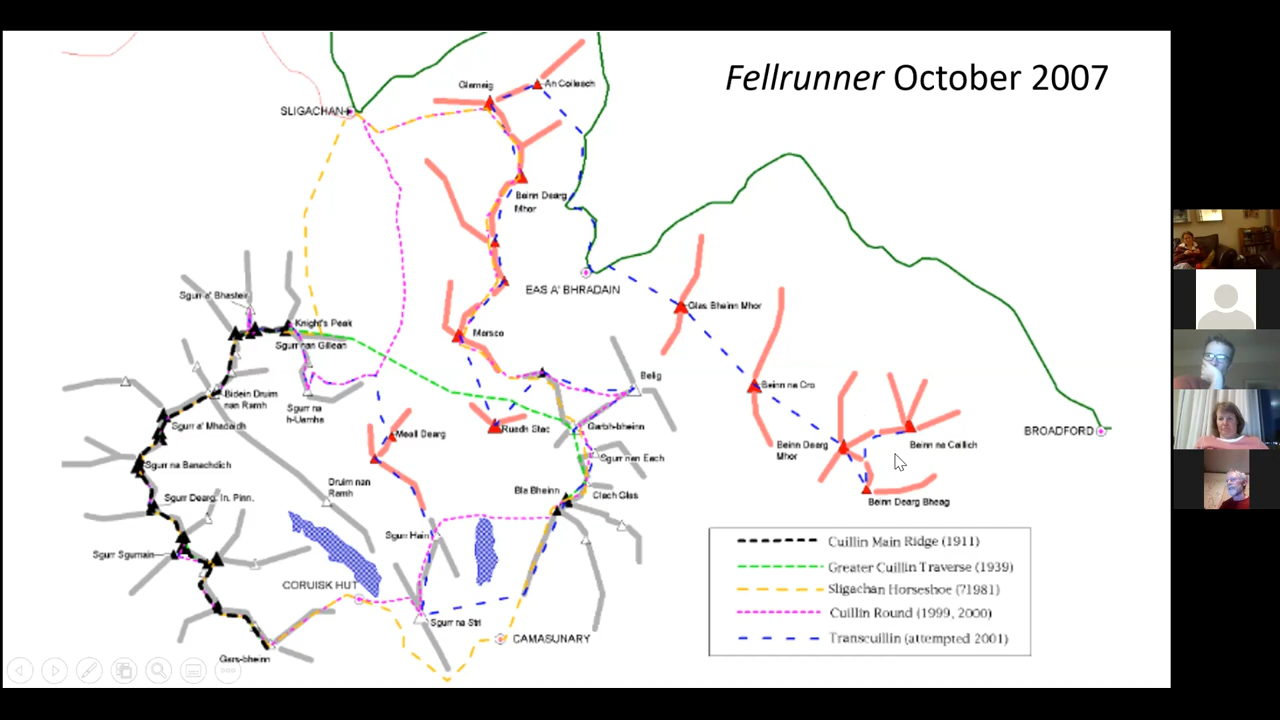 Fellrunner October 2007
Glamaig
An Coileach
SLIGACHAN
Beinn Dearg
Mhor
EAS A' BHRADAIN
Glas Bheinn Mhor
Sgurr a' Bhasteir
Knight's Peak
Sgurr nan Gillean
Marsco
Belig
Beinn na Cro
Bidein Druim
nan Ramh
Sgurr na
h-Uamha
Sgurr a' Mhadaidh
Meall Dearg
Ruadh Stac
Garbh-bheinn
BROADFORD
Beinn Dearg
Mhor
Beinn na Caillich
Sgurr na Banachdich
Sgurr nan Each
Druim nan
Ramh
Bla Bheinn
Clach Glas
Beinn Dearg Bheag
Sgurr Dearg, In. Pinn.
Sgurr Hain
Sgurr Sgumain
CORUISK HUT
Sgurr na Stri
CAMASUNARY
Gars-bheinn
Cuillin Main Ridge (1911)
Greater Cuillin Traverse (1939)
Sligachan Horseshoe (?1981)
Cuillin Round (1999, 2000)
Transcuillin (attempted 2001)